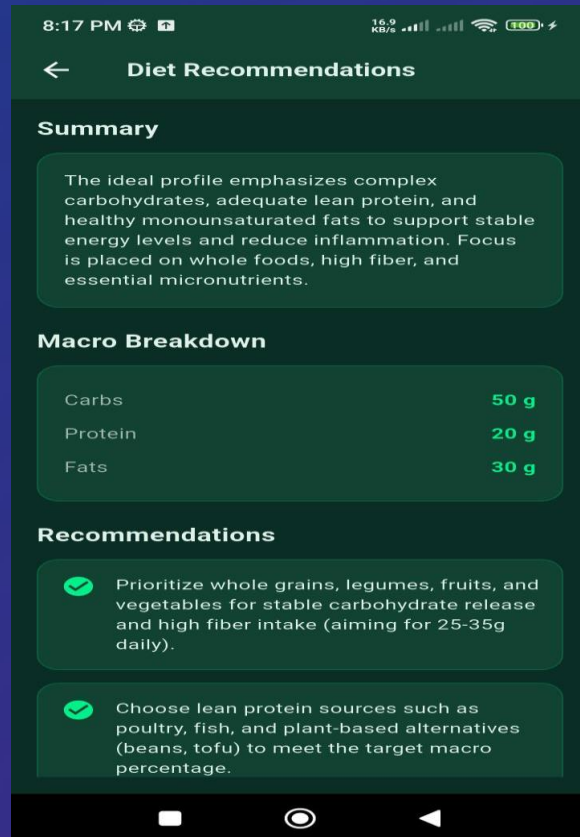 8:17 PM
16.9
KB/s
100
Diet Recommendations
Summary
The ideal profile emphasizes complex
carbohydrates, adequate lean protein, and
healthy monounsaturated fats to support stable
energy levels and reduce inflammation. Focus
is placed on whole foods, high fiber, and
essential micronutrients.
Macro Breakdown
Carbs 50 g
Protein 20 g
Fats 30 g
Recommendations
Prioritize whole grains, legumes, fruits, and
vegetables for stable carbohydrate release
and high fiber intake (aiming for 25-35g
daily).
Choose lean protein sources such as
poultry, fish, and plant-based alternatives
(beans, tofu) to meet the target macro
percentage.